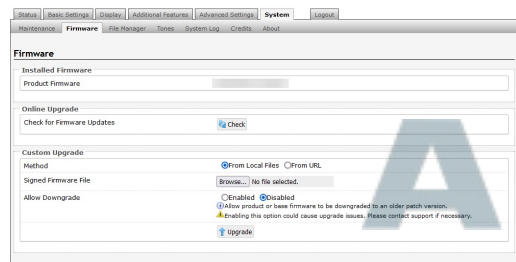 Status Basic Settings Display Additional Features Advanced Settings System Logout
Maintenance Firmware File Manager Tones System Log Credits About
Firmware
Installed Firmware
Product Firmware
Online Upgrade
Check for Firmware Updates Check
Custom Upgrade
Method From Local Files From URL
Signed Firmware File Browse... No file selected.
Allow Downgrade Enabled Disabled
Allow product or base firmware to be downgraded to an older patch version.
Enabling this option could cause upgrade issues. Please contact support if necessary.
Upgrade
A